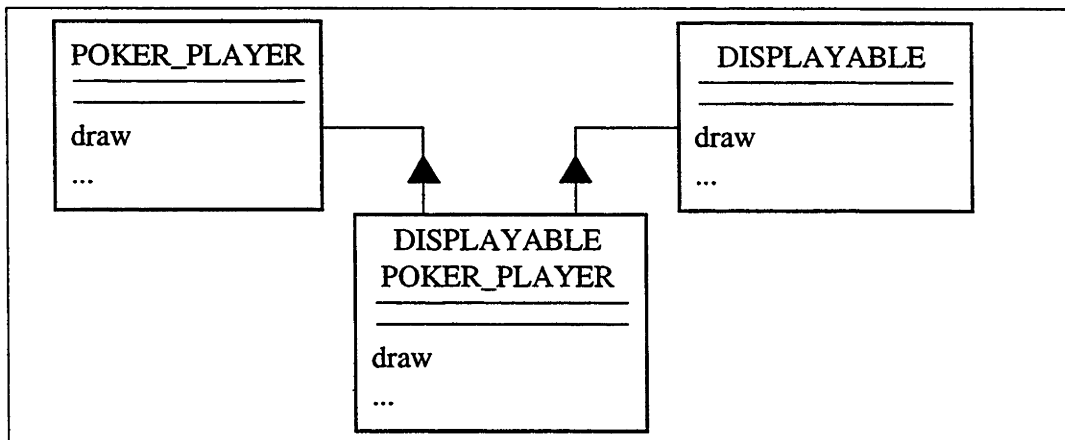 POKER_PLAYER
draw
...
DISPLAYABLE
draw
...
DISPLAYABLE
POKER_PLAYER
draw
...